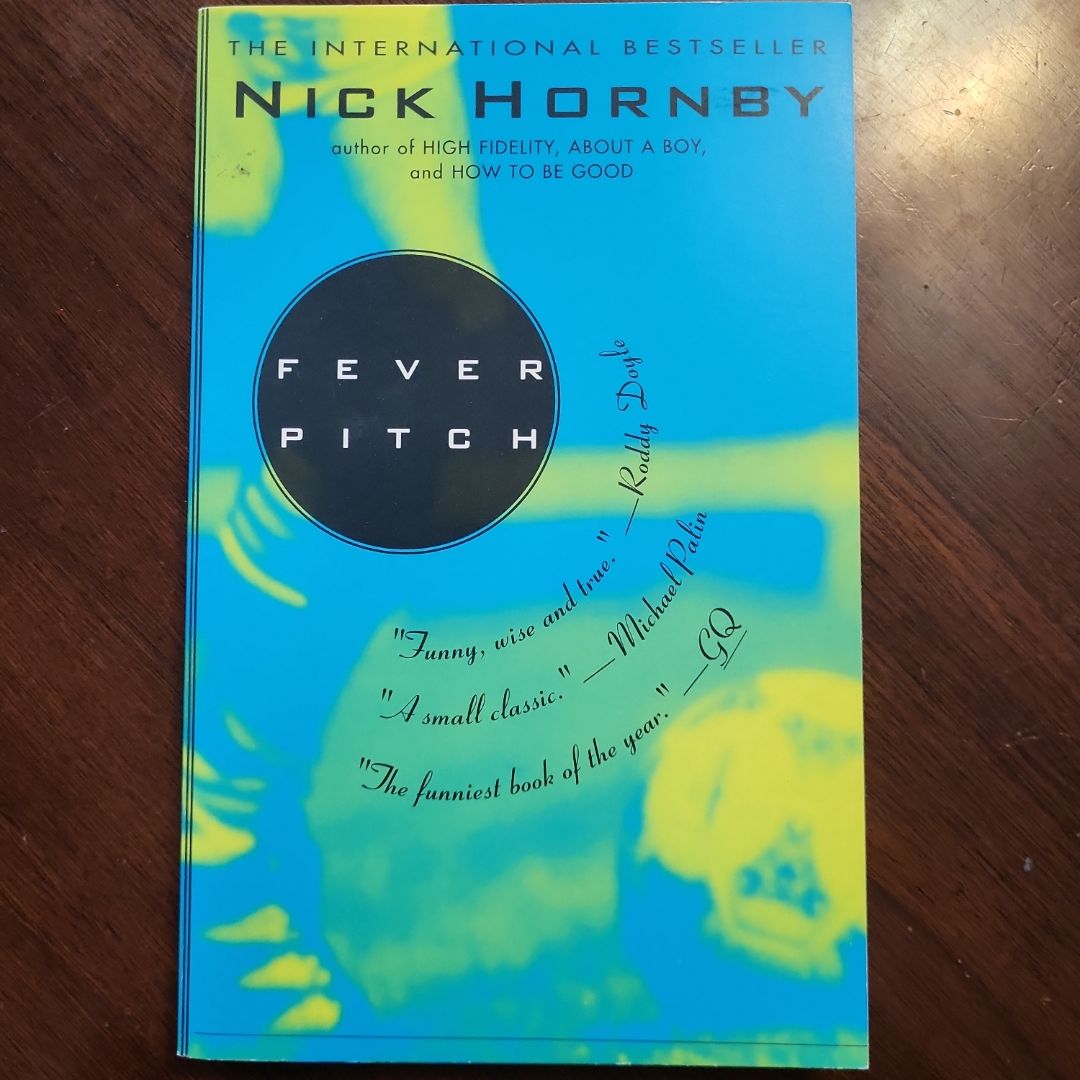 THE INTERNATIONAL BESTSELLER
NICK HORNBY
author of HIGH FIDELITY, ABOUT A BOY,
and HOW TO BE GOOD
FEVER
PITCH
"Funny, wise and true." —Roddy Doyle
"A small classic." —Michael Palin
"The funniest book of the year." —GQ